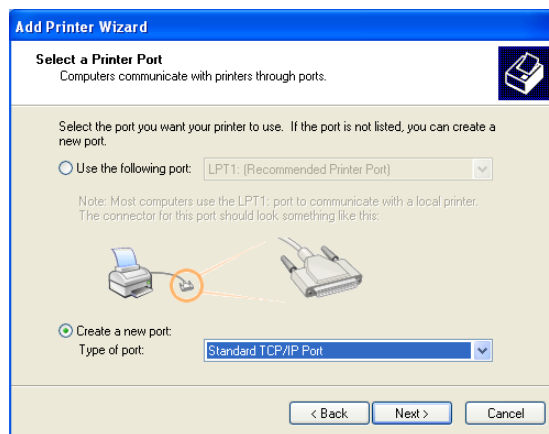 Add Printer Wizard
Select a Printer Port
Computers communicate with printers through ports.
Select the port you want your printer to use. If the port is not listed, you can create a
new port.
Use the following port:
LPT1: (Recommended Printer Port)
Note: Most computers use the LPT1: port to communicate with a local printer.
The connector for this port should look something like this:
Create a new port:
Type of port:
Standard TCP/IP Port
< Back
Next >
Cancel